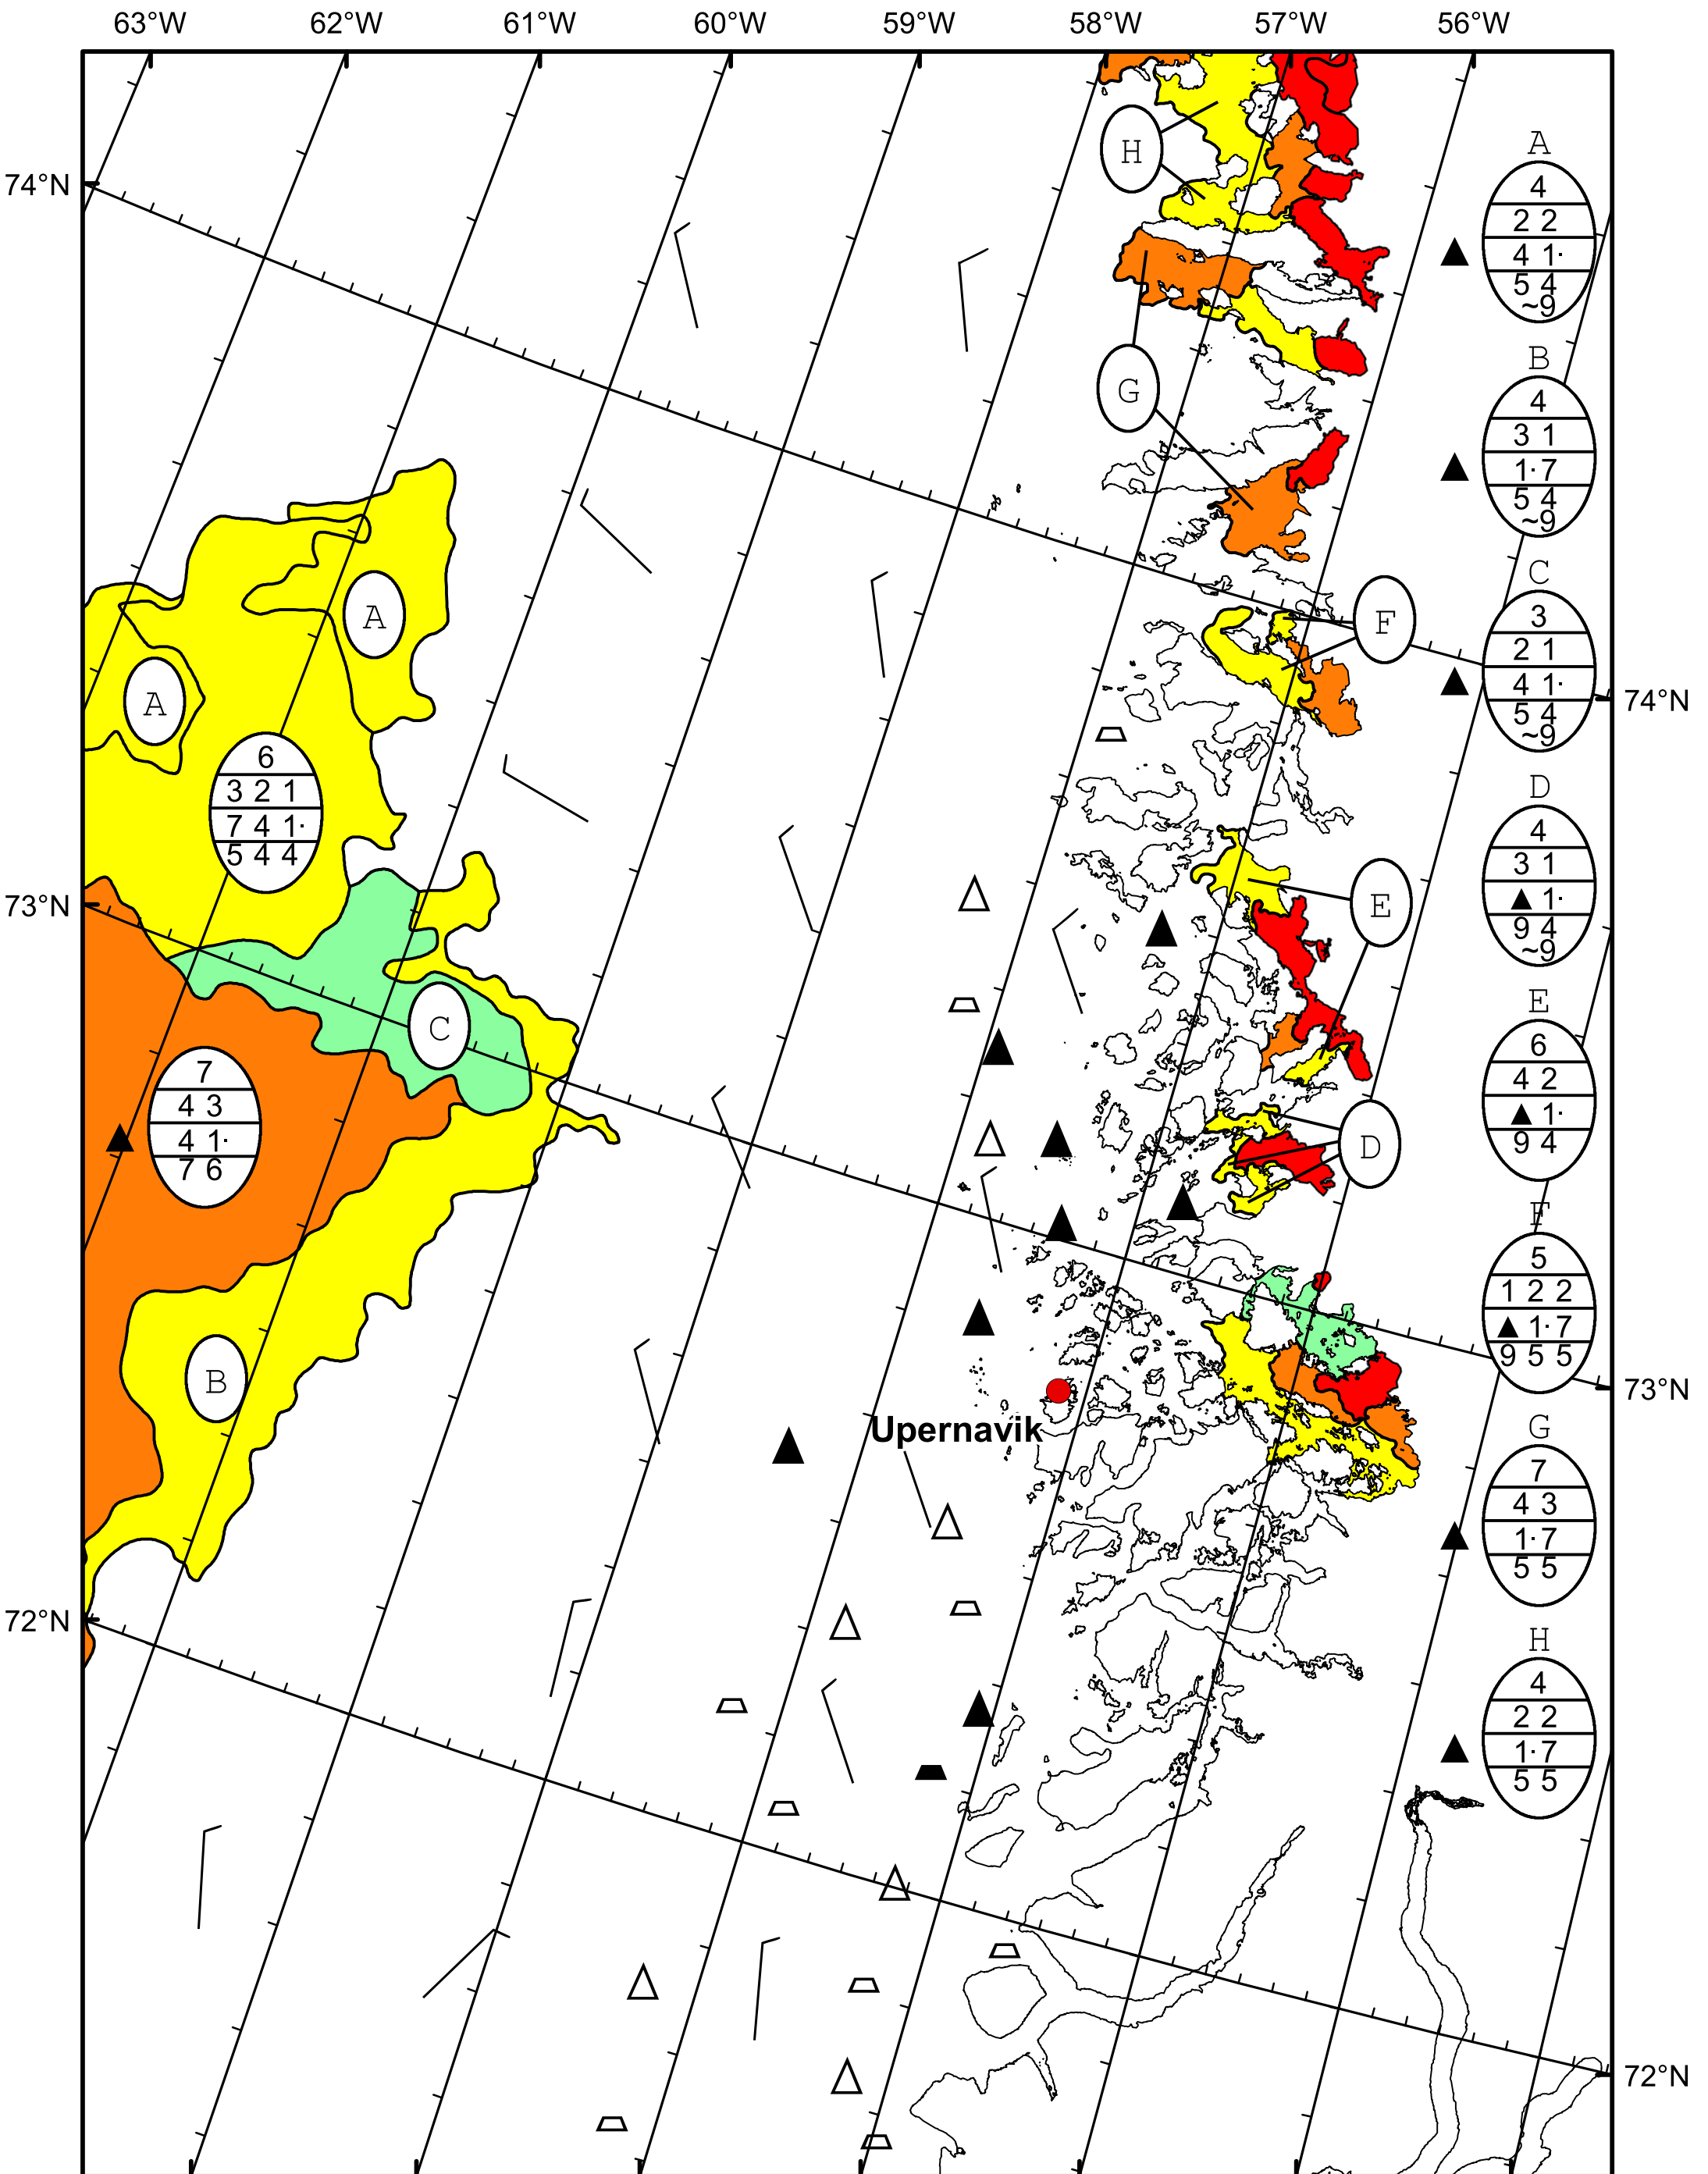 63°W 62°W 61°W 60°W 59°W 58°W 57°W 56°W
74°N
73°N
72°N
74°N
73°N
72°N
H
G
F
E
D
A
A
6
3 2 1
7 4 1·
5 4 4
C
7
4 3
4 1·
7 6
B
Upernavik
A
4
2 2
4 1·
5 4
~9
B
4
3 1
1· 7
5 4
~9
C
3
2 1
4 1·
5 4
~9
D
4
3 1
▲ 1·
9 4
~9
E
6
4 2
▲ 1·
9 4
F
5
1 2 2
▲ 1· 7
9 5 5
G
7
4 3
1· 7
5 5
H
4
2 2
1· 7
5 5